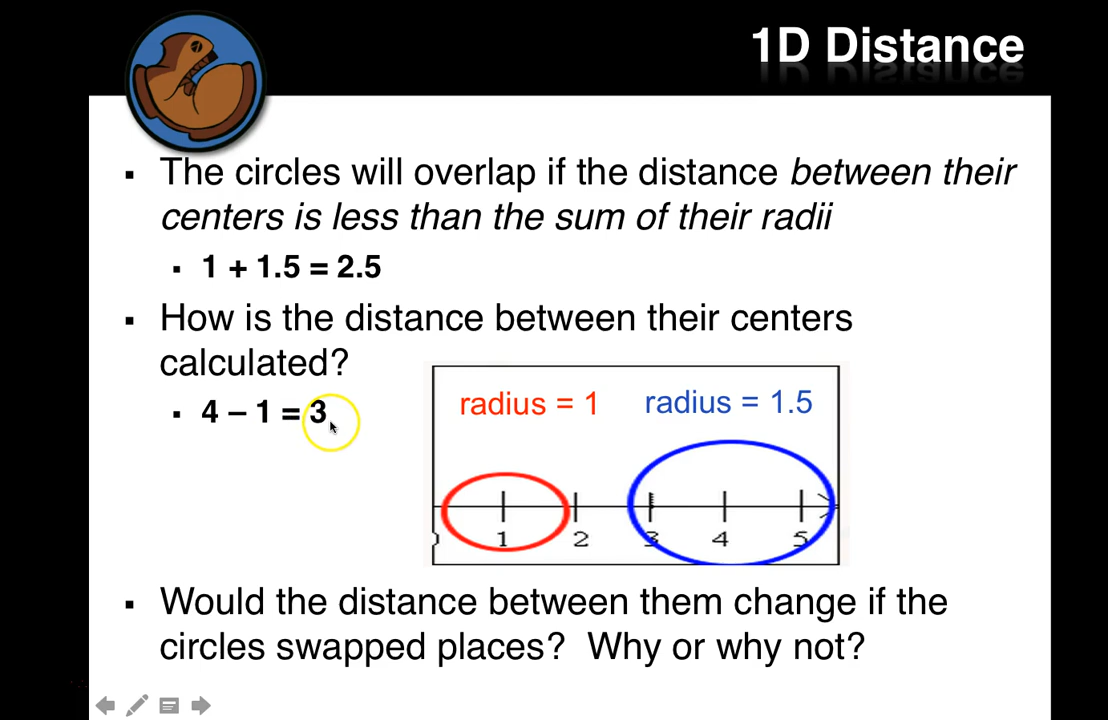 1D Distance
▪ The circles will overlap if the distance between their
centers is less than the sum of their radii
▪ 1 + 1.5 = 2.5
▪ How is the distance between their centers
calculated?
▪ 4 – 1 = 3
radius = 1 radius = 1.5
1 2 3 4 5
▪ Would the distance between them change if the
circles swapped places? Why or why not?